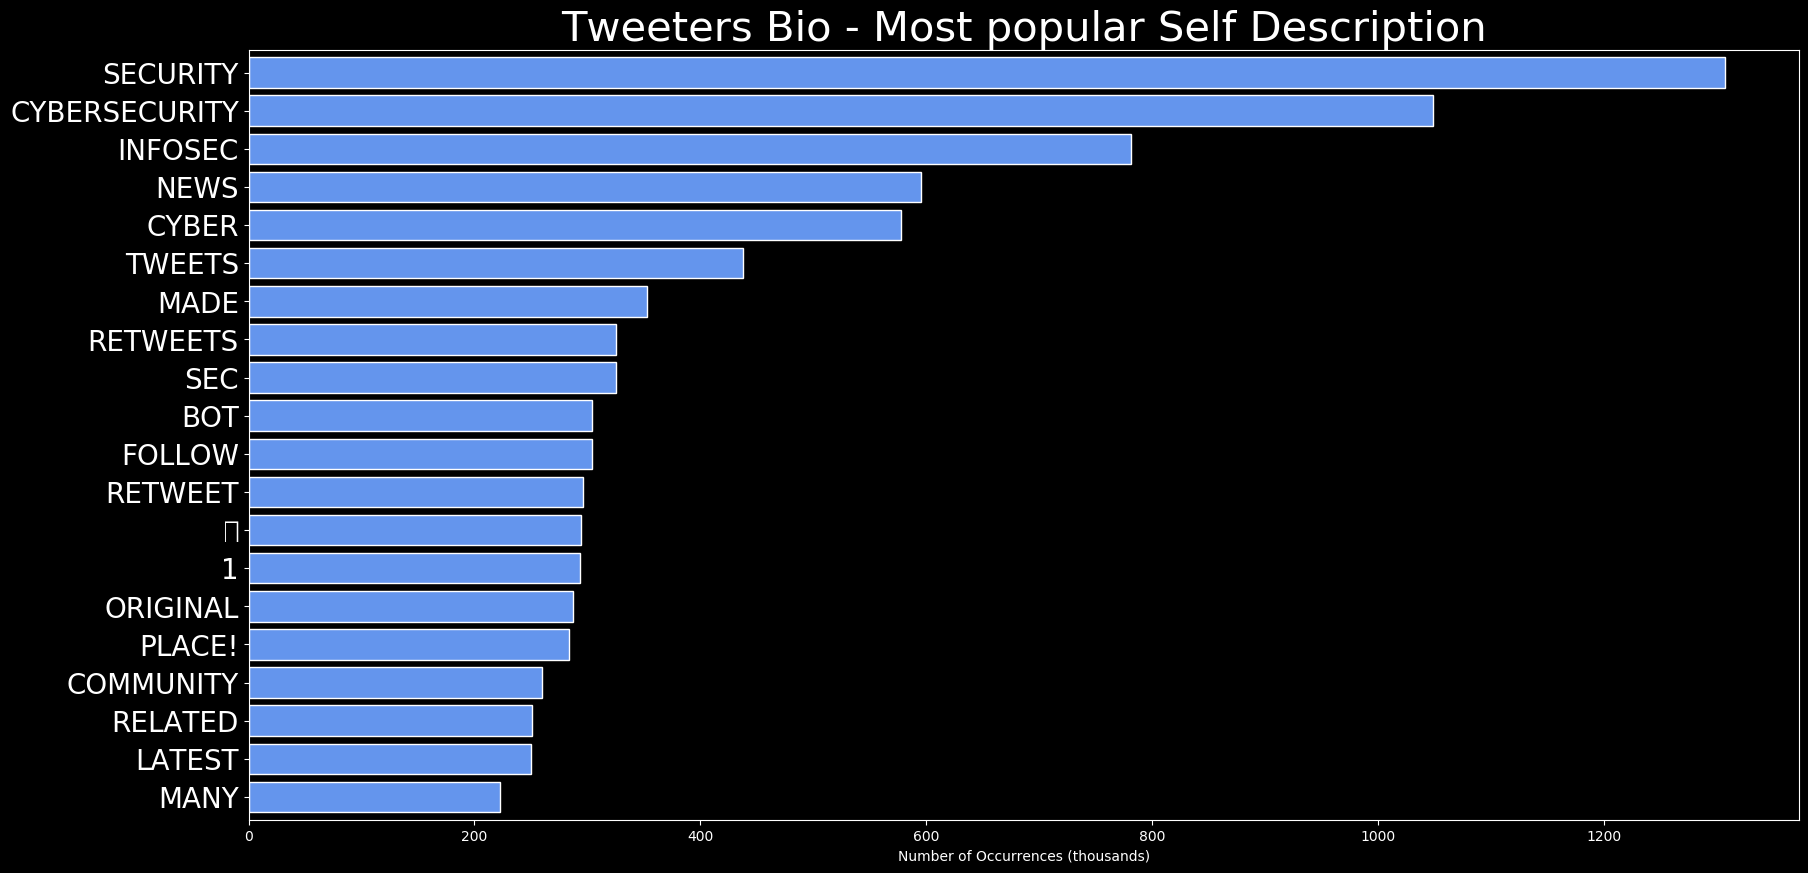 Tweeters Bio - Most popular Self Description
SECURITY
CYBERSECURITY
INFOSEC
NEWS
CYBER
TWEETS
MADE
RETWEETS
SEC
BOT
FOLLOW
RETWEET
1
ORIGINAL
PLACE!
COMMUNITY
RELATED
LATEST
MANY
0 200 400 600 800 1000 1200
Number of Occurrences (thousands)